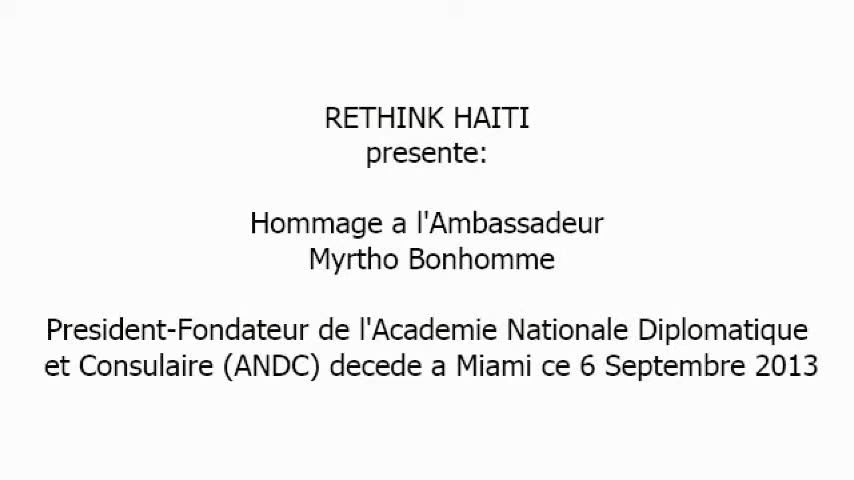 RETHINK HAITI
presente:
Hommage a l'Ambassadeur
Myrtho Bonhomme
President-Fondateur de l'Academie Nationale Diplomatique
et Consulaire (ANDC) decede a Miami ce 6 Septembre 2013